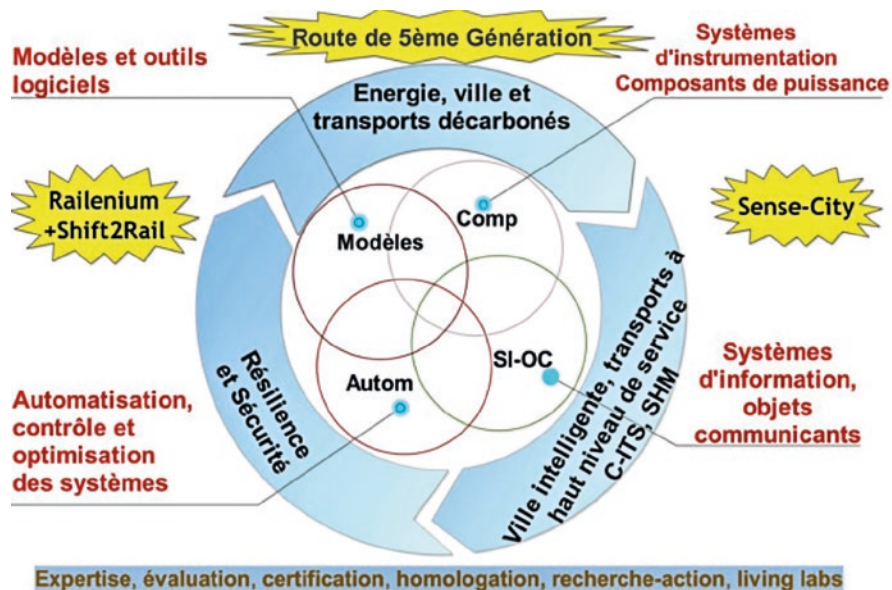 Route de 5ème Génération
Modèles et outils
logiciels
Systèmes
d'instrumentation
Composants de puissance
Energie, ville et
transports décarbonés
Railenium
+Shift2Rail
Sense-City
Modèles
Comp
Autom
SI-OC
Résilience
et Sécurité
Ville intelligente, transports à
haut niveau de service
C-ITS, SHM
Automatisation,
contrôle et
optimisation
des systèmes
Systèmes
d'information,
objets
communicants
Expertise, évaluation, certification, homologation, recherche-action, living labs